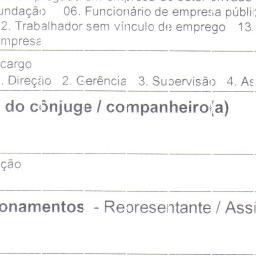 undação 06. Funcionário de empresa públic
2. Trabalhador sem vínculo de emprego 13
mpresa
cargo
. Direção 2. Gerência 3. Supervisão 4. As
do cônjuge / companheiro(a)
ção
onamentos - Representante / Assi